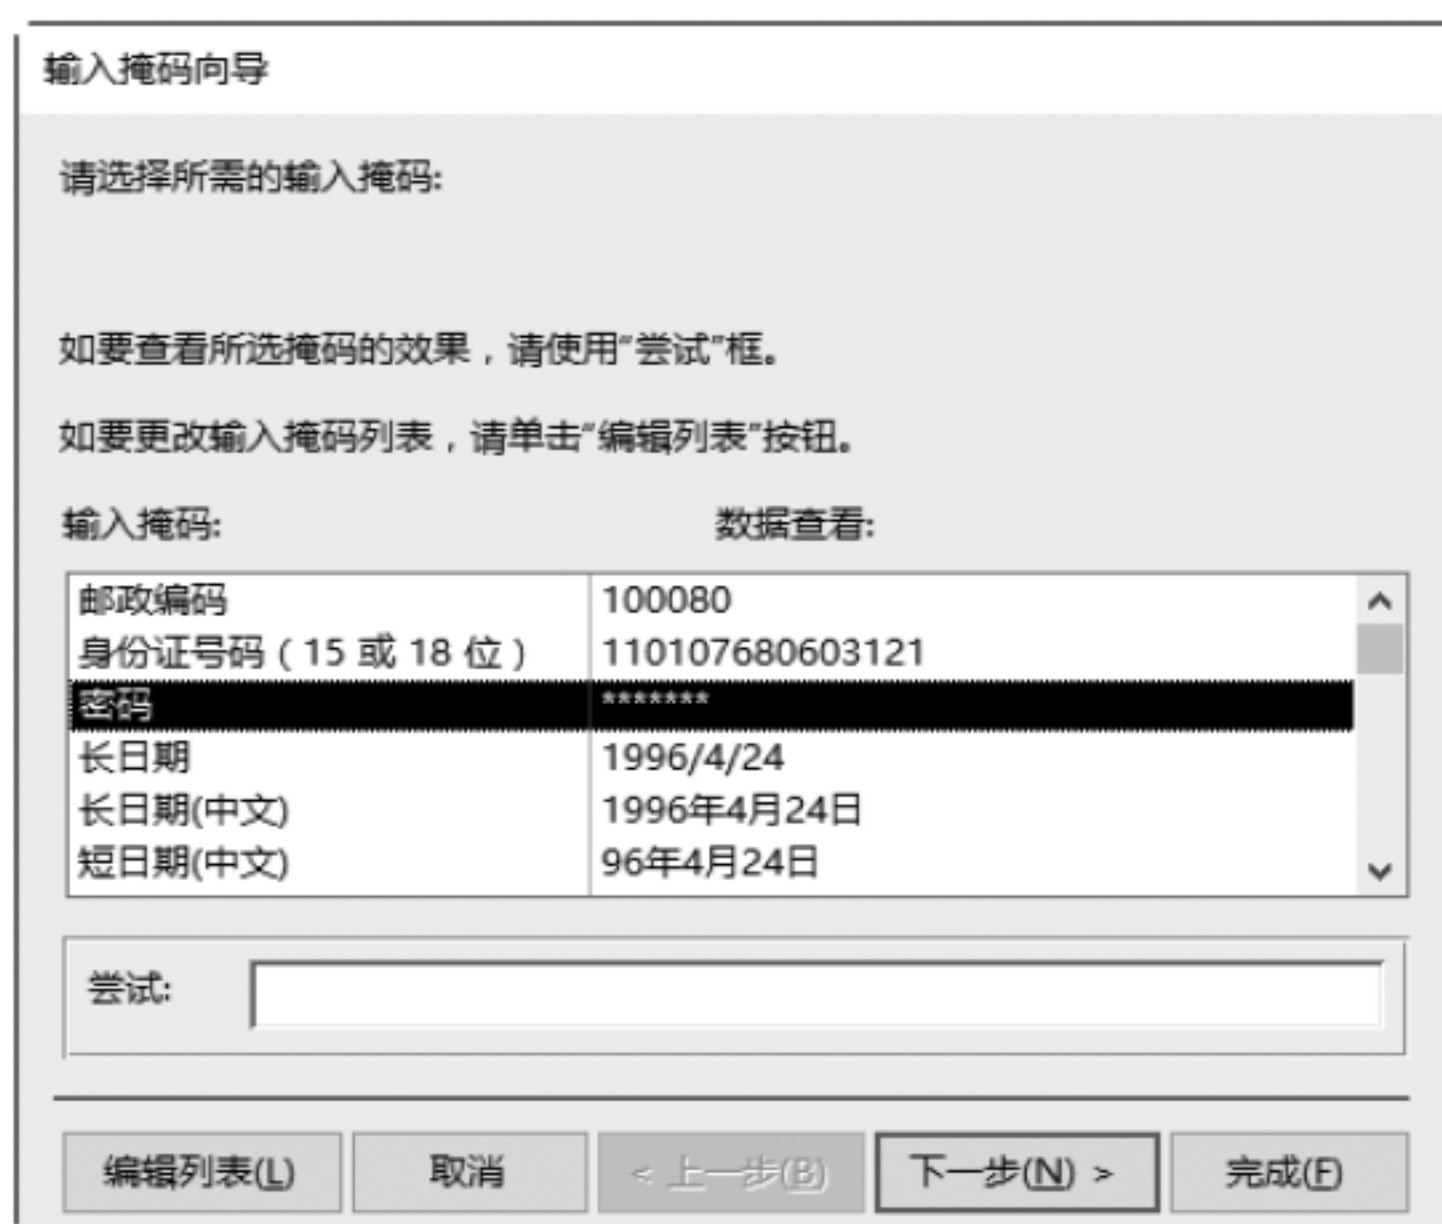 输入掩码向导
请选择所需的输入掩码:
如要查看所选掩码的效果，请使用"尝试"框。
如要更改输入掩码列表，请单击"编辑列表"按钮。
输入掩码: 数据查看:
邮政编码 100080
身份证号码（15 或 18 位） 110107680603121
密码 *******
长日期 1996/4/24
长日期(中文) 1996年4月24日
短日期(中文) 96年4月24日
尝试:
编辑列表(L) 取消 < 上一步(B) 下一步(N) > 完成(F)